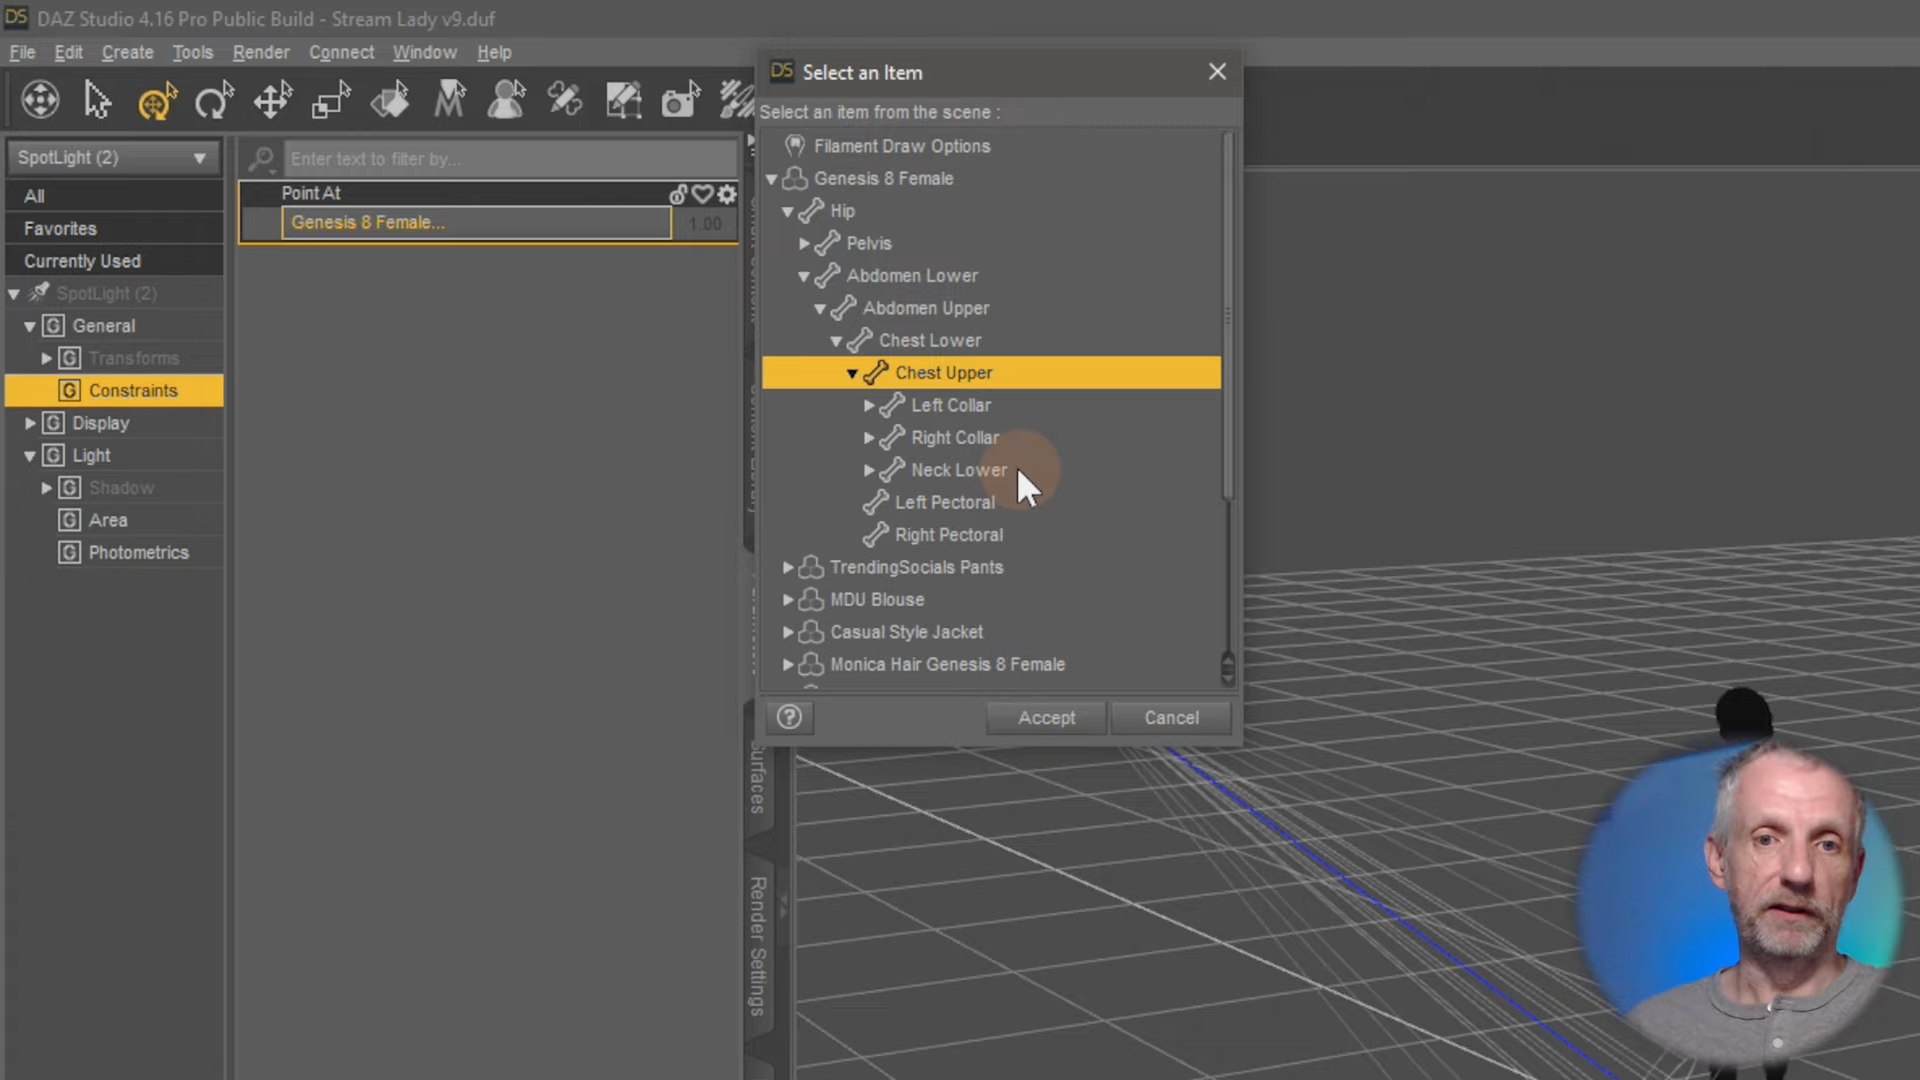 DS DAZ Studio 4.16 Pro Public Build - Stream Lady v9.duf
File Edit Create Tools Render Connect Window Help
SpotLight (2)
All
Favorites
Currently Used
SpotLight (2)
G General
G Transforms
G Constraints
G Display
G Light
G Shadow
G Area
G Photometrics
Enter text to filter by...
Point At
Genesis 8 Female...
1.00
DS Select an Item
Select an item from the scene :
Filament Draw Options
Genesis 8 Female
Hip
Pelvis
Abdomen Lower
Abdomen Upper
Chest Lower
Chest Upper
Left Collar
Right Collar
Neck Lower
Left Pectoral
Right Pectoral
TrendingSocials Pants
MDU Blouse
Casual Style Jacket
Monica Hair Genesis 8 Female
?
Accept
Cancel
Surfaces
Render Settings